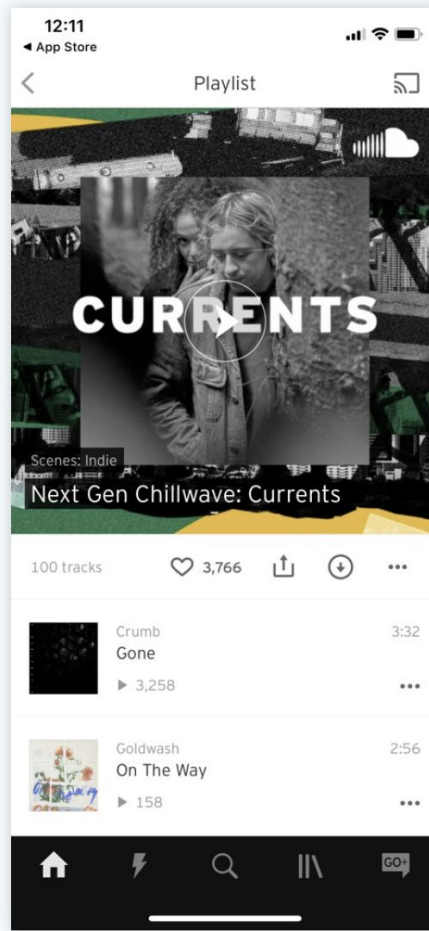 12:11
App Store
Playlist
CURRENTS
Scenes: Indie
Next Gen Chillwave: Currents
100 tracks
3,766
Crumb
3:32
Gone
3,258
Goldwash
2:56
On The Way
158
GO+